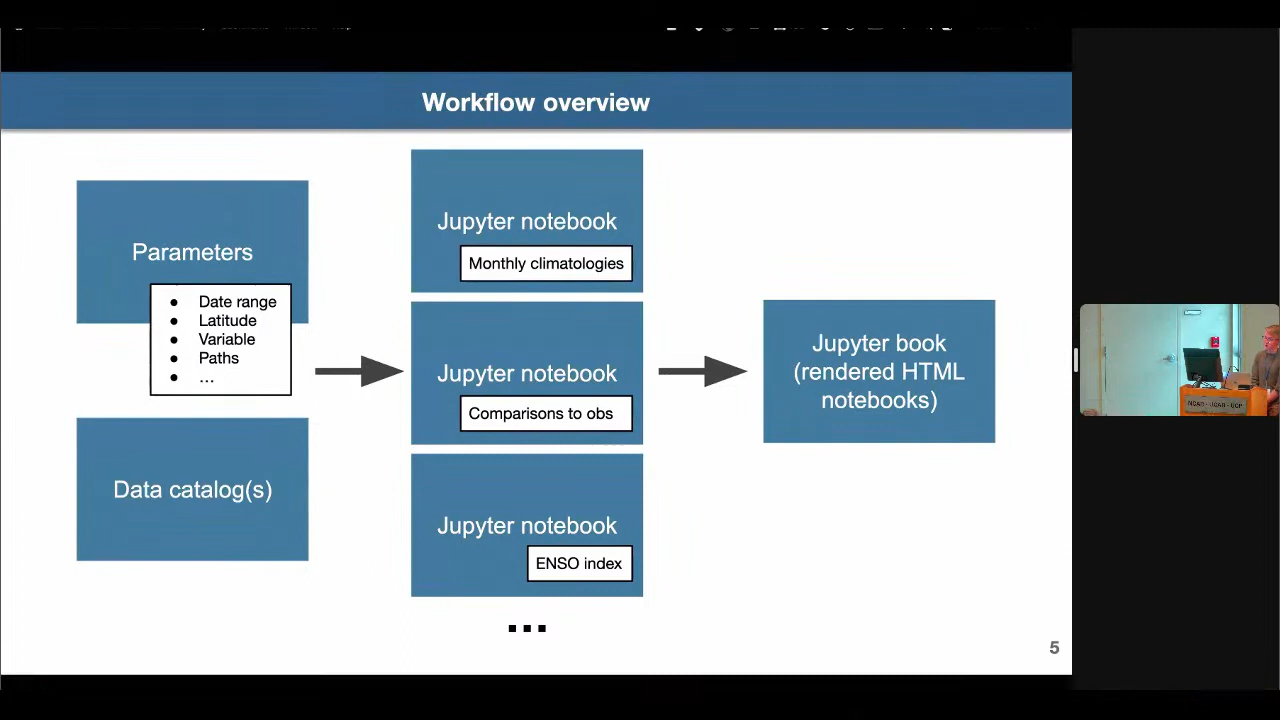 Workflow overview
Parameters
● Date range
● Latitude
● Variable
● Paths
● ...
Data catalog(s)
Jupyter notebook
Monthly climatologies
Jupyter notebook
Comparisons to obs
Jupyter notebook
ENSO index
...
Jupyter book
(rendered HTML
notebooks)
5